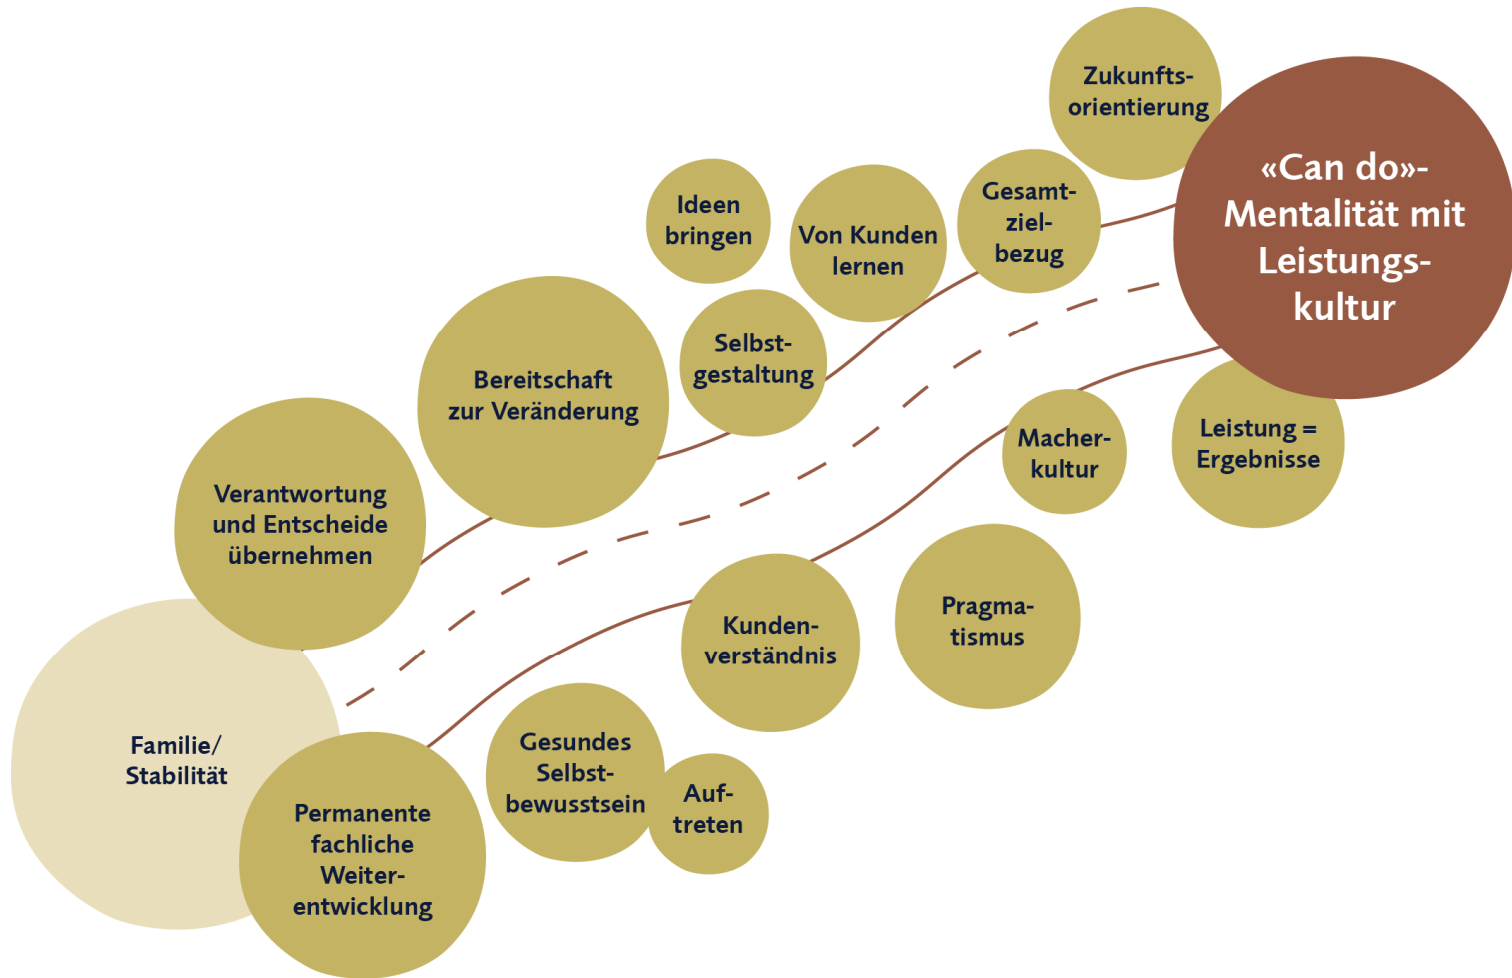 Zukunfts-
orientierung
«Can do»-
Mentalität mit
Leistungs-
kultur
Gesamt-
ziel-
bezug
Ideen
bringen
Von Kunden
lernen
Selbst-
gestaltung
Bereitschaft
zur Veränderung
Macher-
kultur
Leistung =
Ergebnisse
Verantwortung
und Entscheide
übernehmen
Pragma-
tismus
Kunden-
verständnis
Familie/
Stabilität
Gesundes
Selbst-
bewusstsein
Auf-
treten
Permanente
fachliche
Weiter-
entwicklung